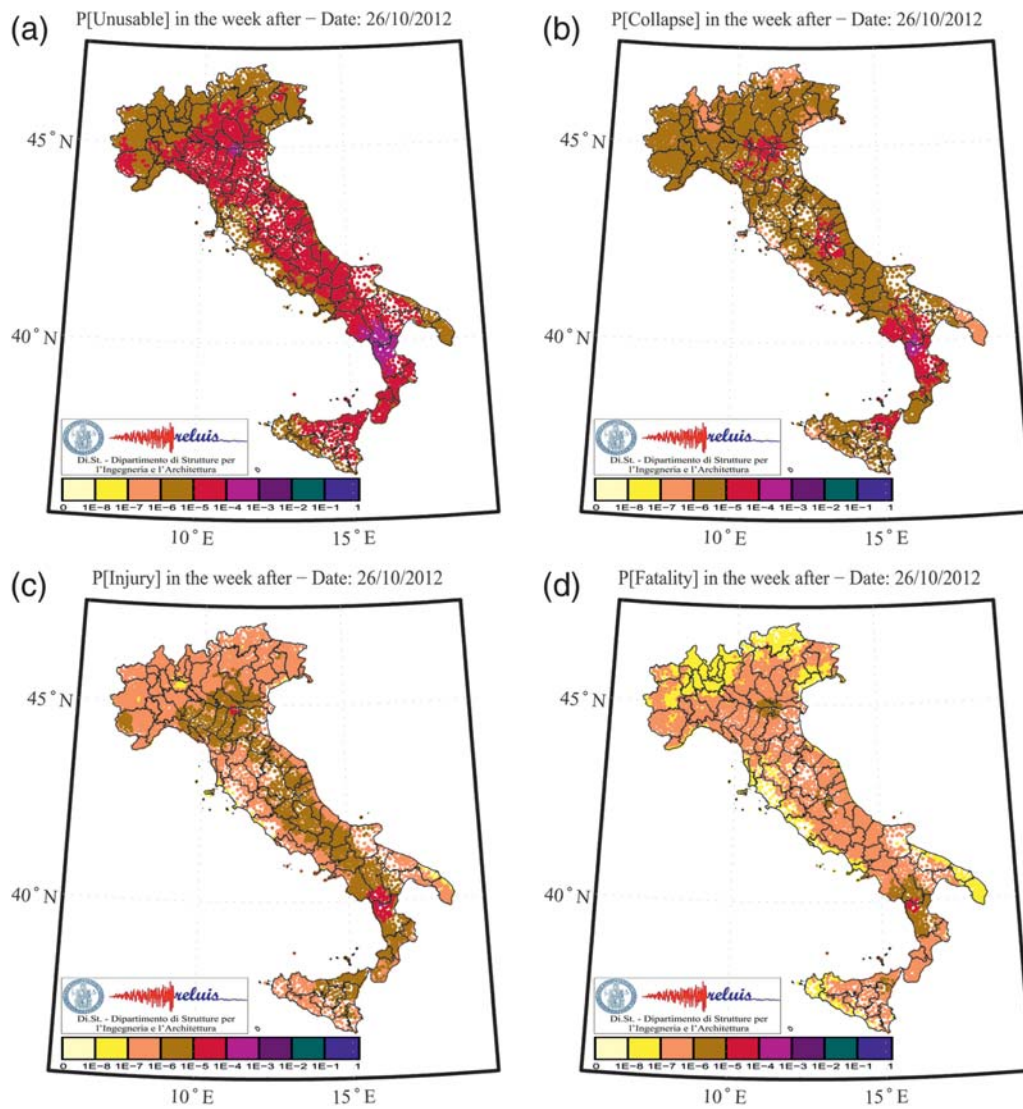 (a)
P[Unusable] in the week after − Date: 26/10/2012
45° N
40° N
reluis
Di.St. - Dipartimento di Strutture per
l'Ingegneria e l'Architettura
0 1E-8 1E-7 1E-6 1E-5 1E-4 1E-3 1E-2 1E-1 1
10° E 15° E
(b)
P[Collapse] in the week after − Date: 26/10/2012
45° N
40° N
reluis
Di.St. - Dipartimento di Strutture per
l'Ingegneria e l'Architettura
0 1E-8 1E-7 1E-6 1E-5 1E-4 1E-3 1E-2 1E-1 1
10° E 15° E
(c)
P[Injury] in the week after − Date: 26/10/2012
45° N
40° N
reluis
Di.St. - Dipartimento di Strutture per
l'Ingegneria e l'Architettura
0 1E-8 1E-7 1E-6 1E-5 1E-4 1E-3 1E-2 1E-1 1
10° E 15° E
(d)
P[Fatality] in the week after − Date: 26/10/2012
45° N
40° N
reluis
Di.St. - Dipartimento di Strutture per
l'Ingegneria e l'Architettura
0 1E-8 1E-7 1E-6 1E-5 1E-4 1E-3 1E-2 1E-1 1
10° E 15° E